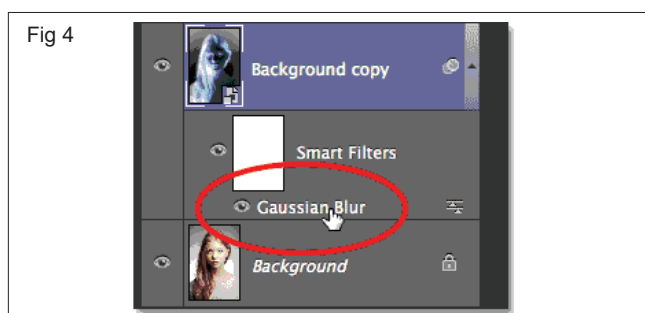 Fig 4
Background copy
Smart Filters
Gaussian Blur
Background